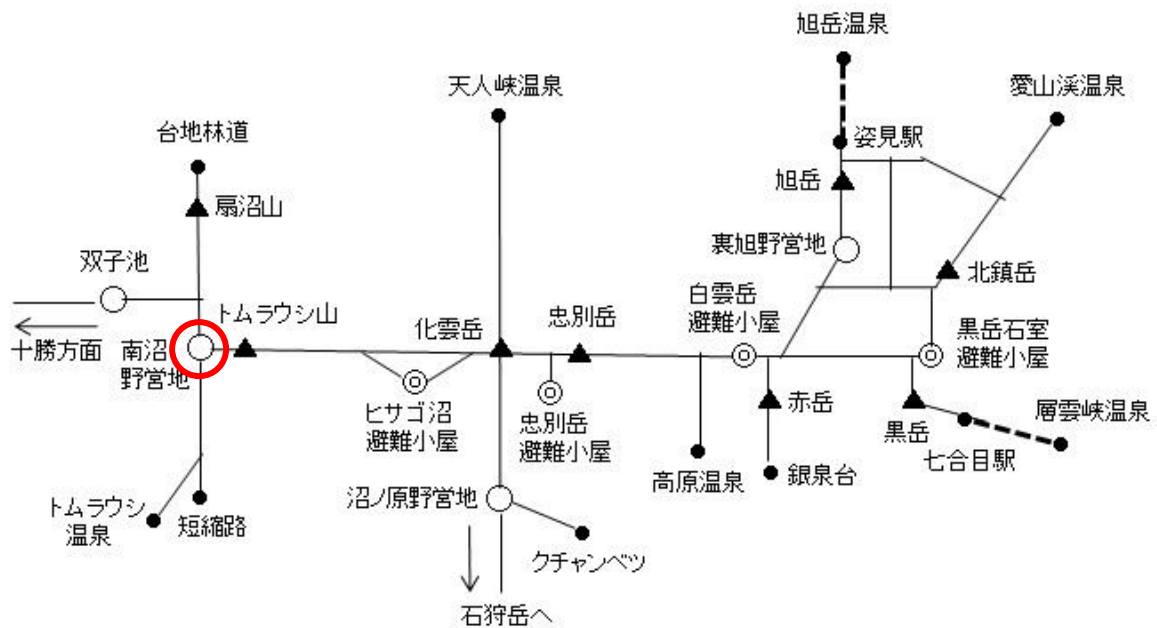 旭岳温泉
天人峡温泉
愛山渓温泉
台地林道
姿見駅
扇沼山
旭岳
双子池
裏旭野営地
北鎮岳
トムラウシ山
化雲岳
忠別岳
白雲岳
避難小屋
黒岳石室
避難小屋
十勝方面
南沼
野営地
ヒサゴ沼
避難小屋
忠別岳
避難小屋
赤岳
黒岳
層雲峡温泉
七合目駅
高原温泉
銀泉台
沼ノ原野営地
トムラウシ
温泉
短縮路
クチャンベツ
石狩岳へ